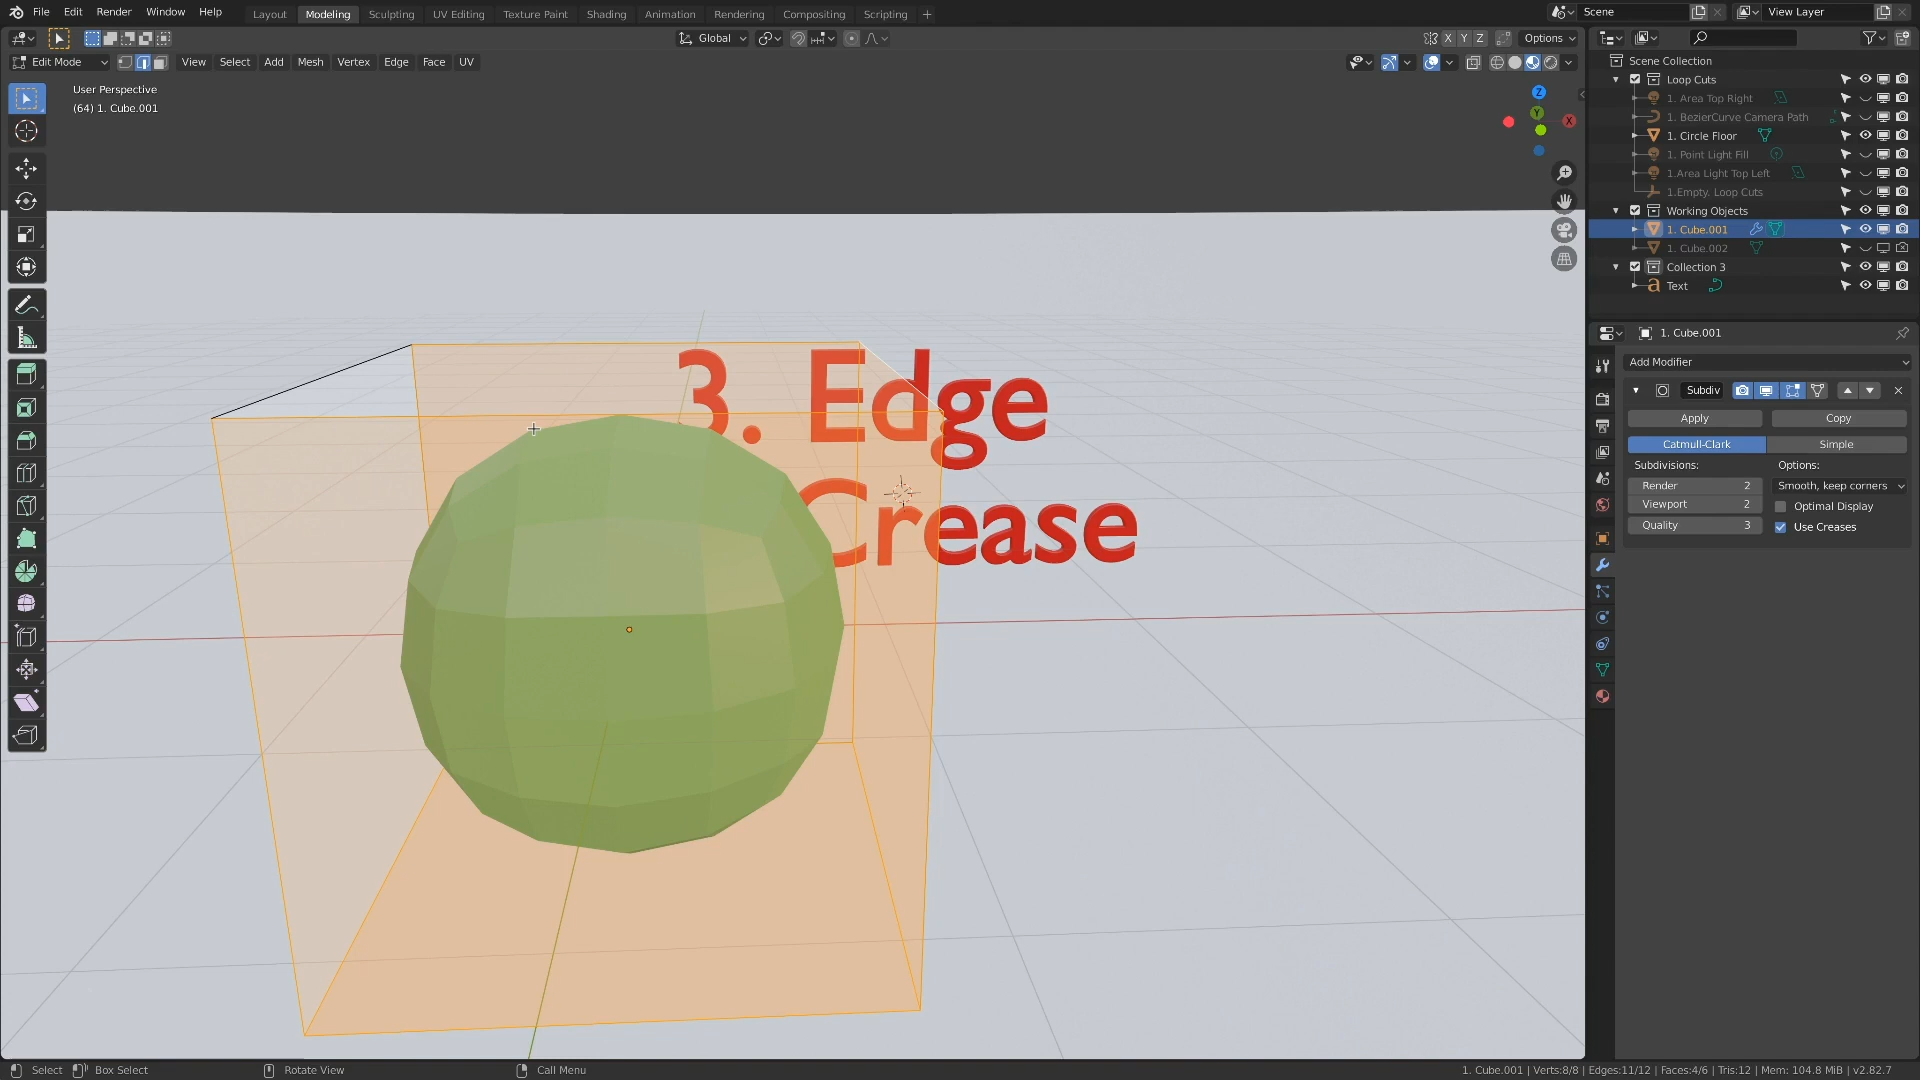 File Edit Render Window Help Layout Modeling Sculpting UV Editing Texture Paint Shading Animation Rendering Compositing Scripting + Scene View Layer
Global X Y Z Options
Edit Mode View Select Add Mesh Vertex Edge Face UV
User Perspective
(64) 1. Cube.001
Z
Y
X
3. Edge
Crease
Scene Collection
Loop Cuts
1. Area Top Right
1. BezierCurve Camera Path
1. Circle Floor
1. Point Light Fill
1.Area Light Top Left
1.Empty. Loop Cuts
Working Objects
1. Cube.001
1. Cube.002
Collection 3
Text
1. Cube.001
Add Modifier
Subdiv
Apply Copy
Catmull-Clark Simple
Subdivisions: Options:
Render 2 Smooth, keep corners
Viewport 2 Optimal Display
Quality 3 Use Creases
Select Box Select Rotate View Call Menu 1. Cube.001 | Verts:8/8 | Edges:11/12 | Faces:4/6 | Tris:12 | Mem: 104.8 MiB | v2.82.7